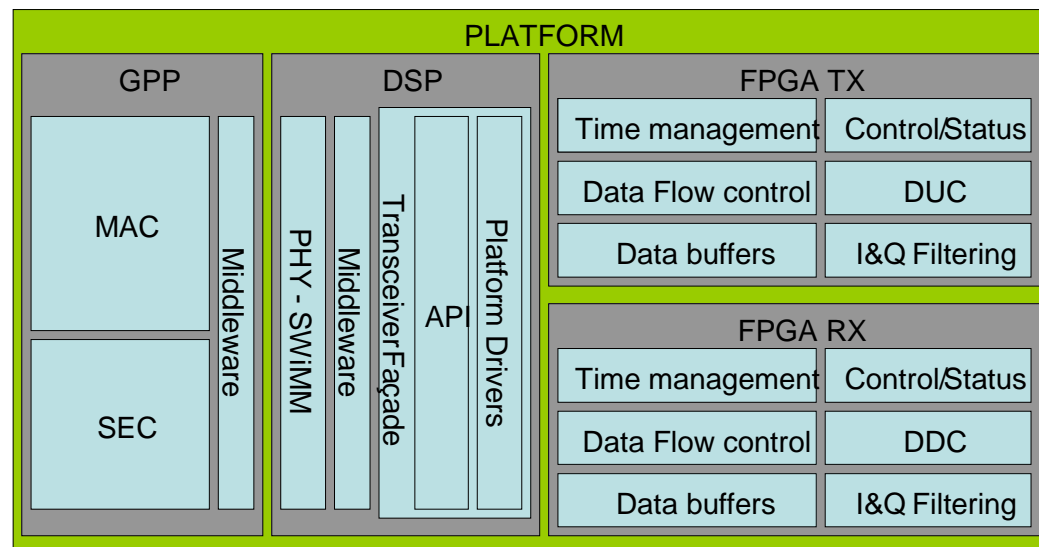 PLATFORM
GPP
MAC
SEC
Middleware
DSP
PHY - SWiMM
Middleware
TransceiverFaçade
API
Platform Drivers
FPGA TX
Time management
Control/Status
Data Flow control
DUC
Data buffers
I&Q Filtering
FPGA RX
Time management
Control/Status
Data Flow control
DDC
Data buffers
I&Q Filtering